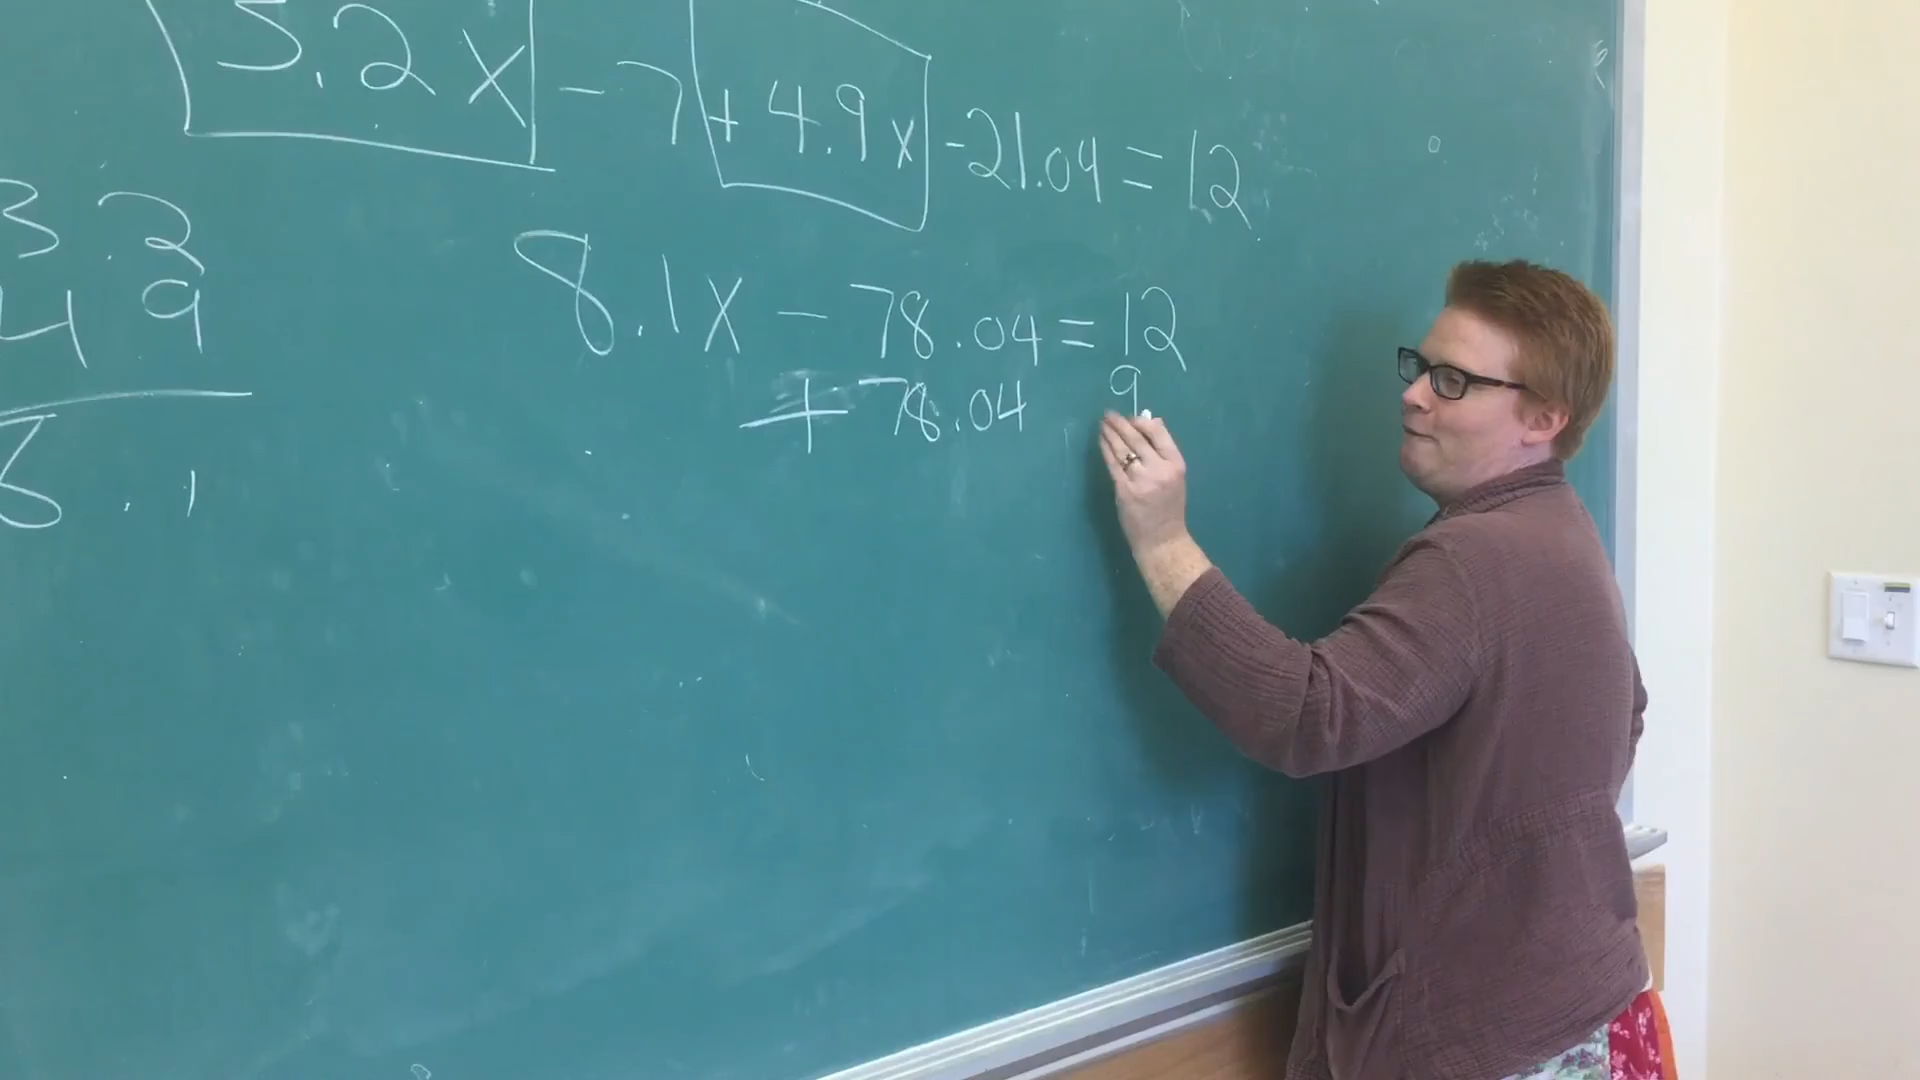 3.2x - 7 + 4.9x - 21.04 = 12
3.2
4 9
8.1
8.1x - 78.04 = 12
+ 78.04 9